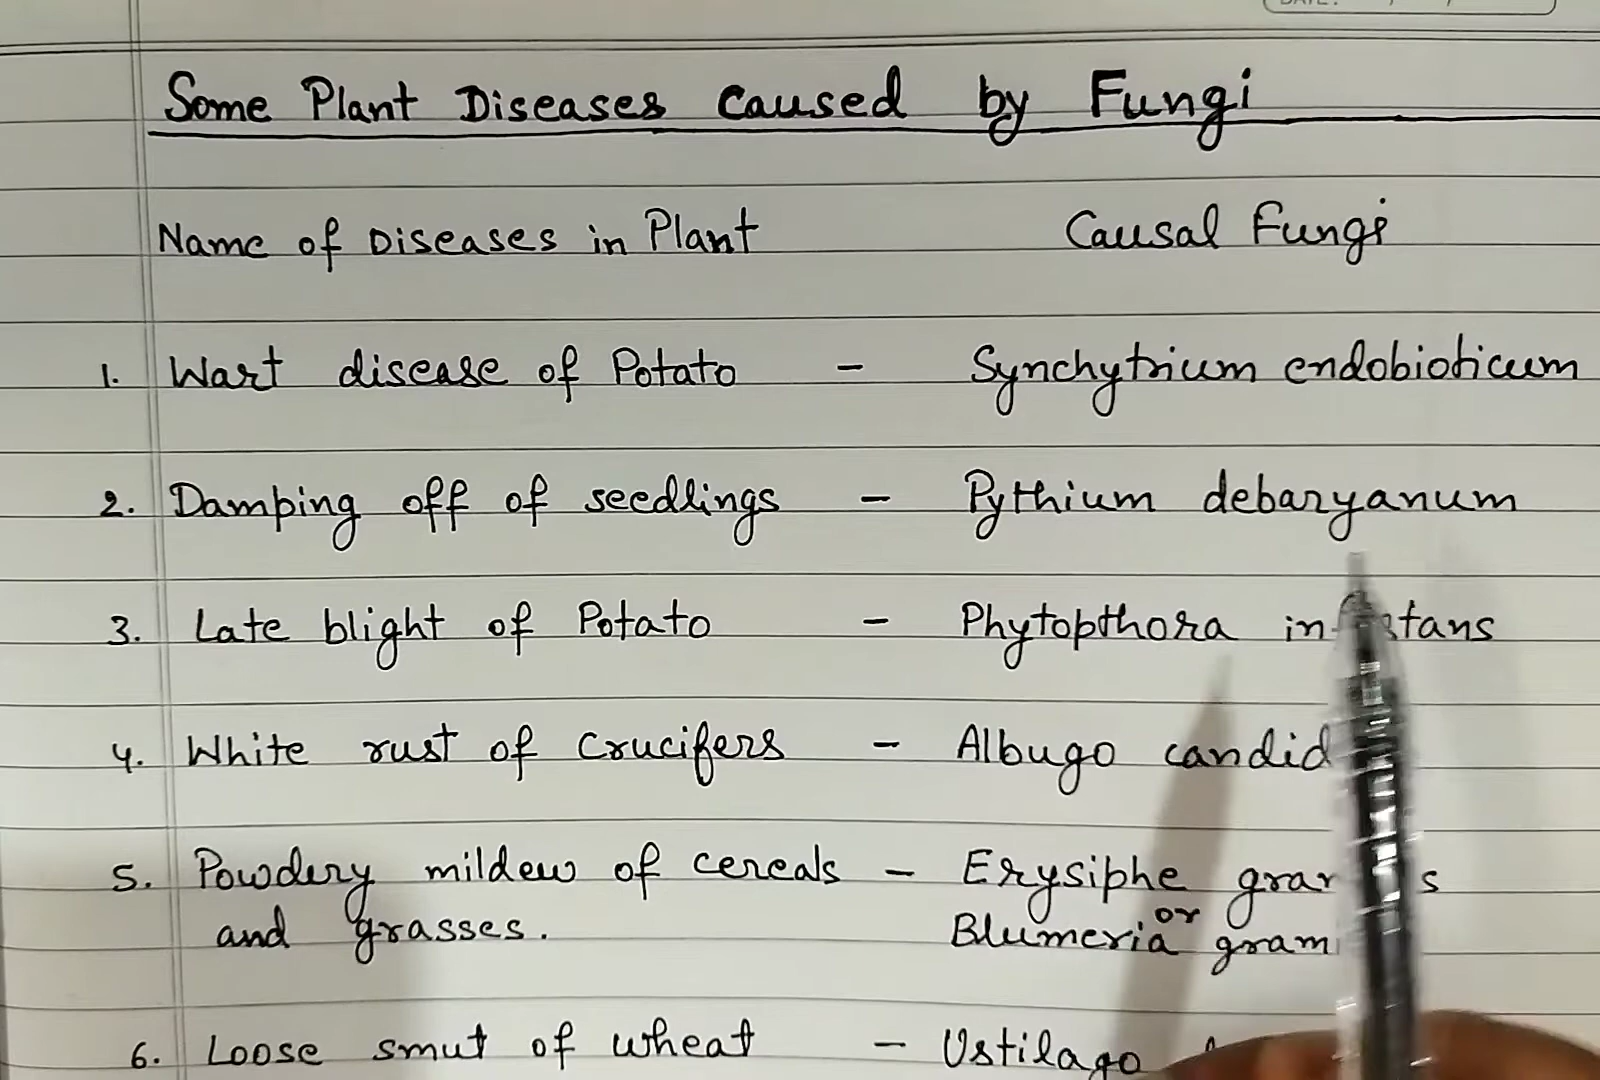 Some Plant Diseases Caused by Fungi
Name of Diseases in Plant Causal Fungi
1. Wart disease of Potato - Synchytrium endobioticum
2. Damping off of seedlings - Pythium debaryanum
3. Late blight of Potato - Phytopthora
4. White rust of Crucifers - Albugo
5. Powdery mildew of cereals - Erysiphe
or
and grasses. Blumeria
6. Loose smut of wheat - Ustilago